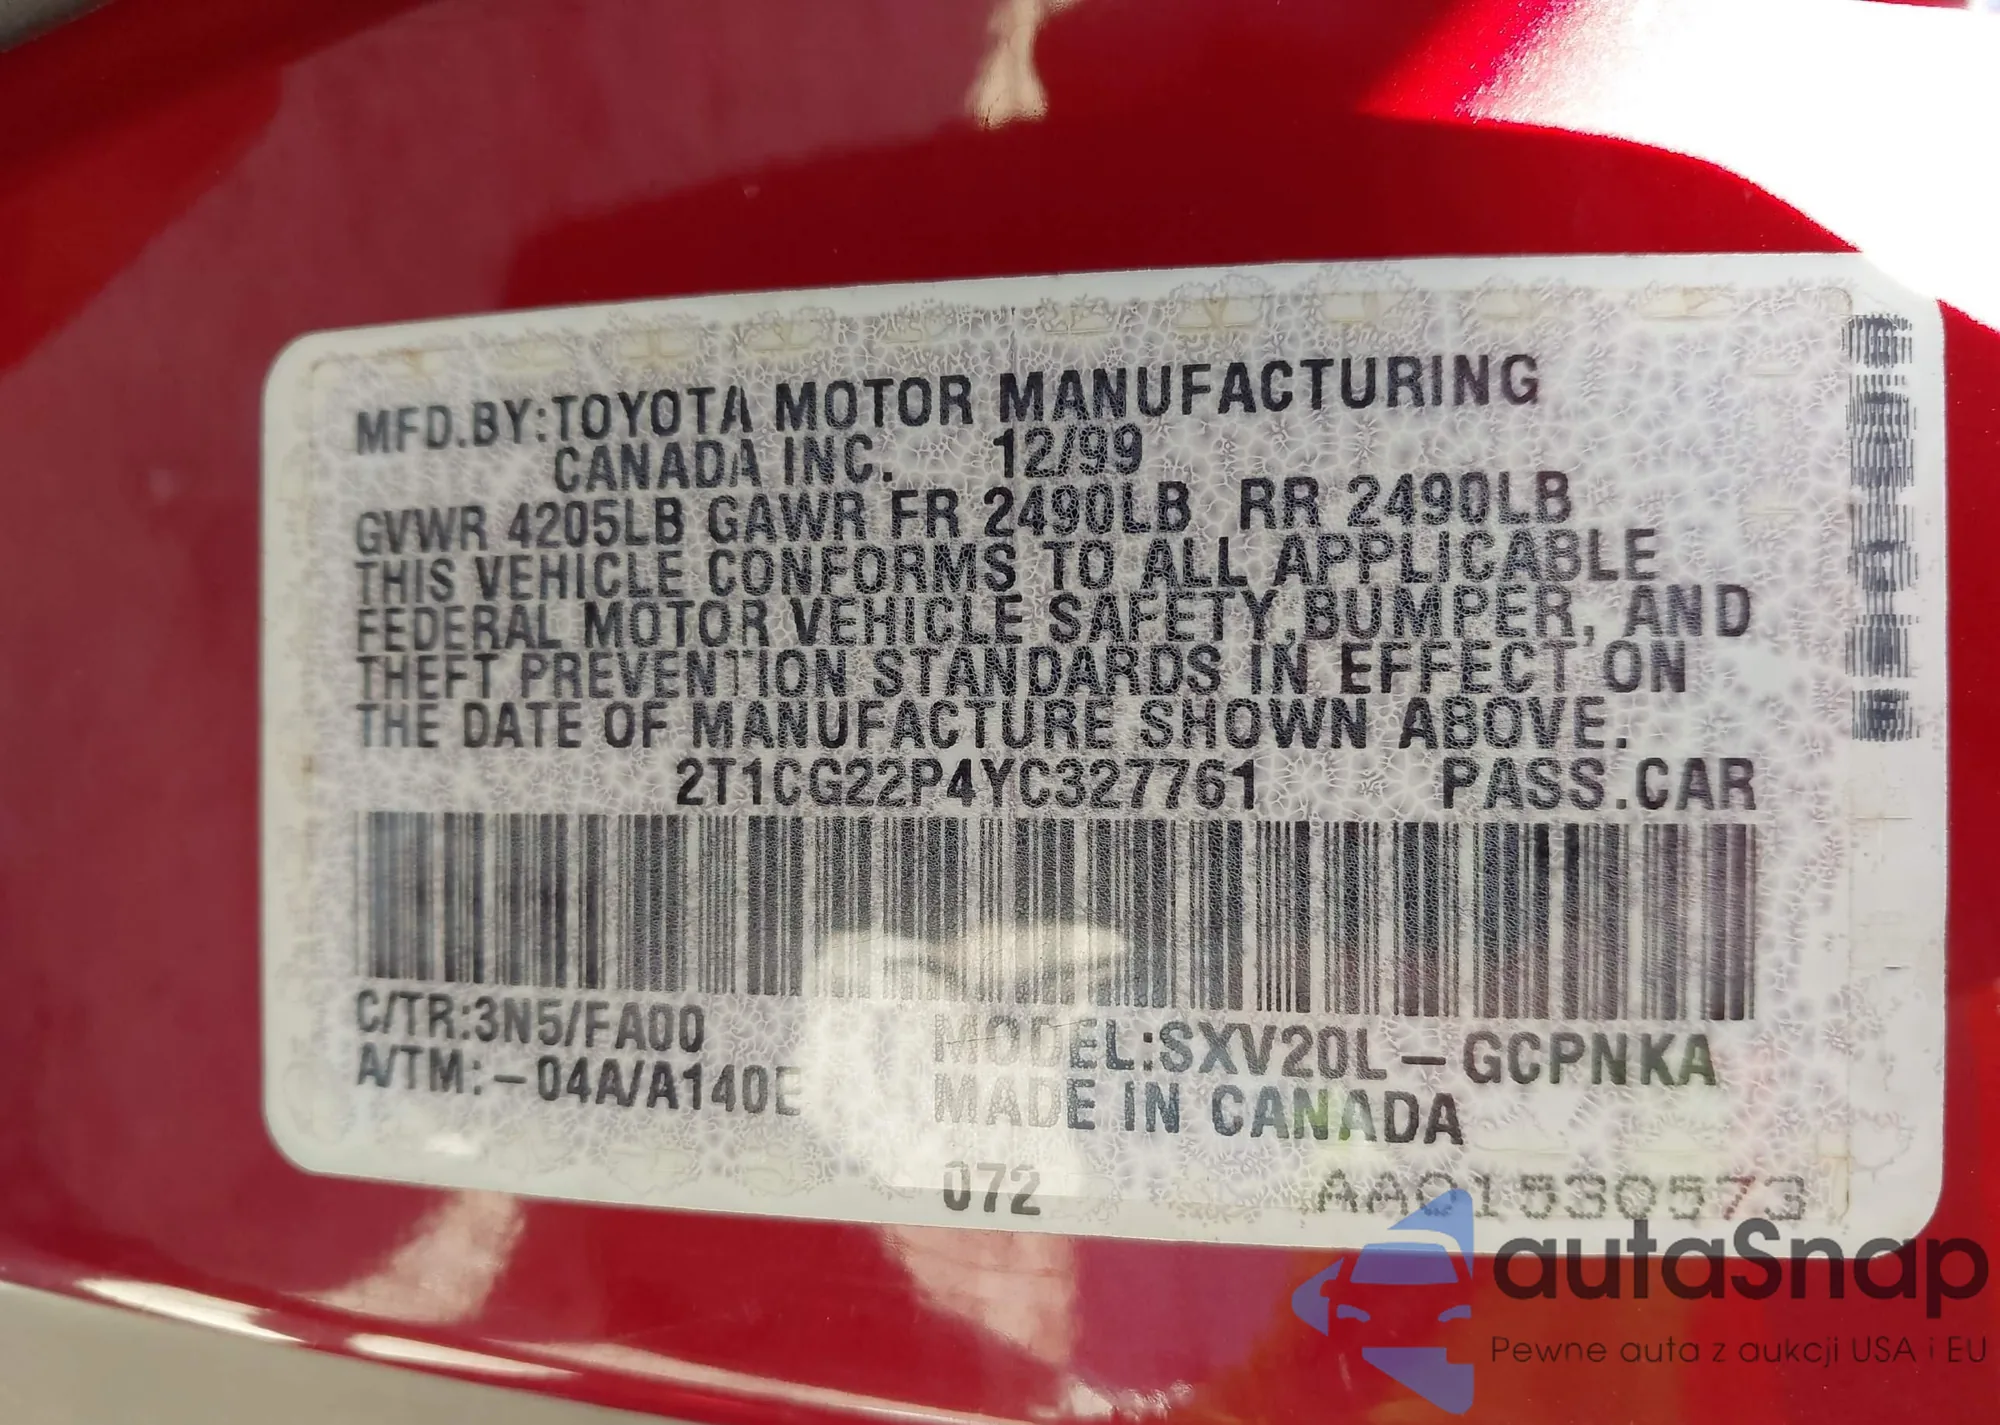 MFD.BY:TOYOTA MOTOR MANUFACTURING
CANADA INC. 12/99
GVWR 4205LB GAWR FR 2490LB RR 2490LB
THIS VEHICLE CONFORMS TO ALL APPLICABLE
FEDERAL MOTOR VEHICLE SAFETY,BUMPER, AND
THEFT PREVENTION STANDARDS IN EFFECT ON
THE DATE OF MANUFACTURE SHOWN ABOVE.
2T1CG22P4YC327761 PASS.CAR
C/TR:3N5/FA00
A/TM:-04A/A140E
MODEL:SXV20L-GCPNKA
MADE IN CANADA
072
AA01530573
autaSnap
Pewne auta z aukcji USA i EU